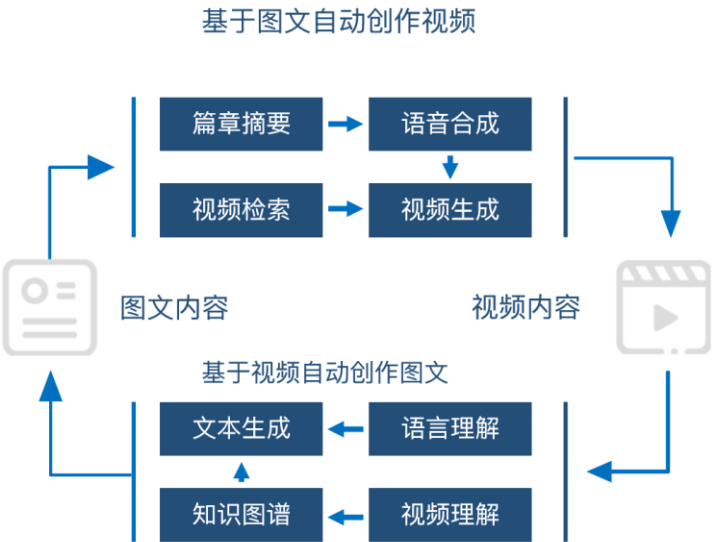 基于图文自动创作视频
篇章摘要
语音合成
视频检索
视频生成
图文内容
视频内容
基于视频自动创作图文
文本生成
语言理解
知识图谱
视频理解